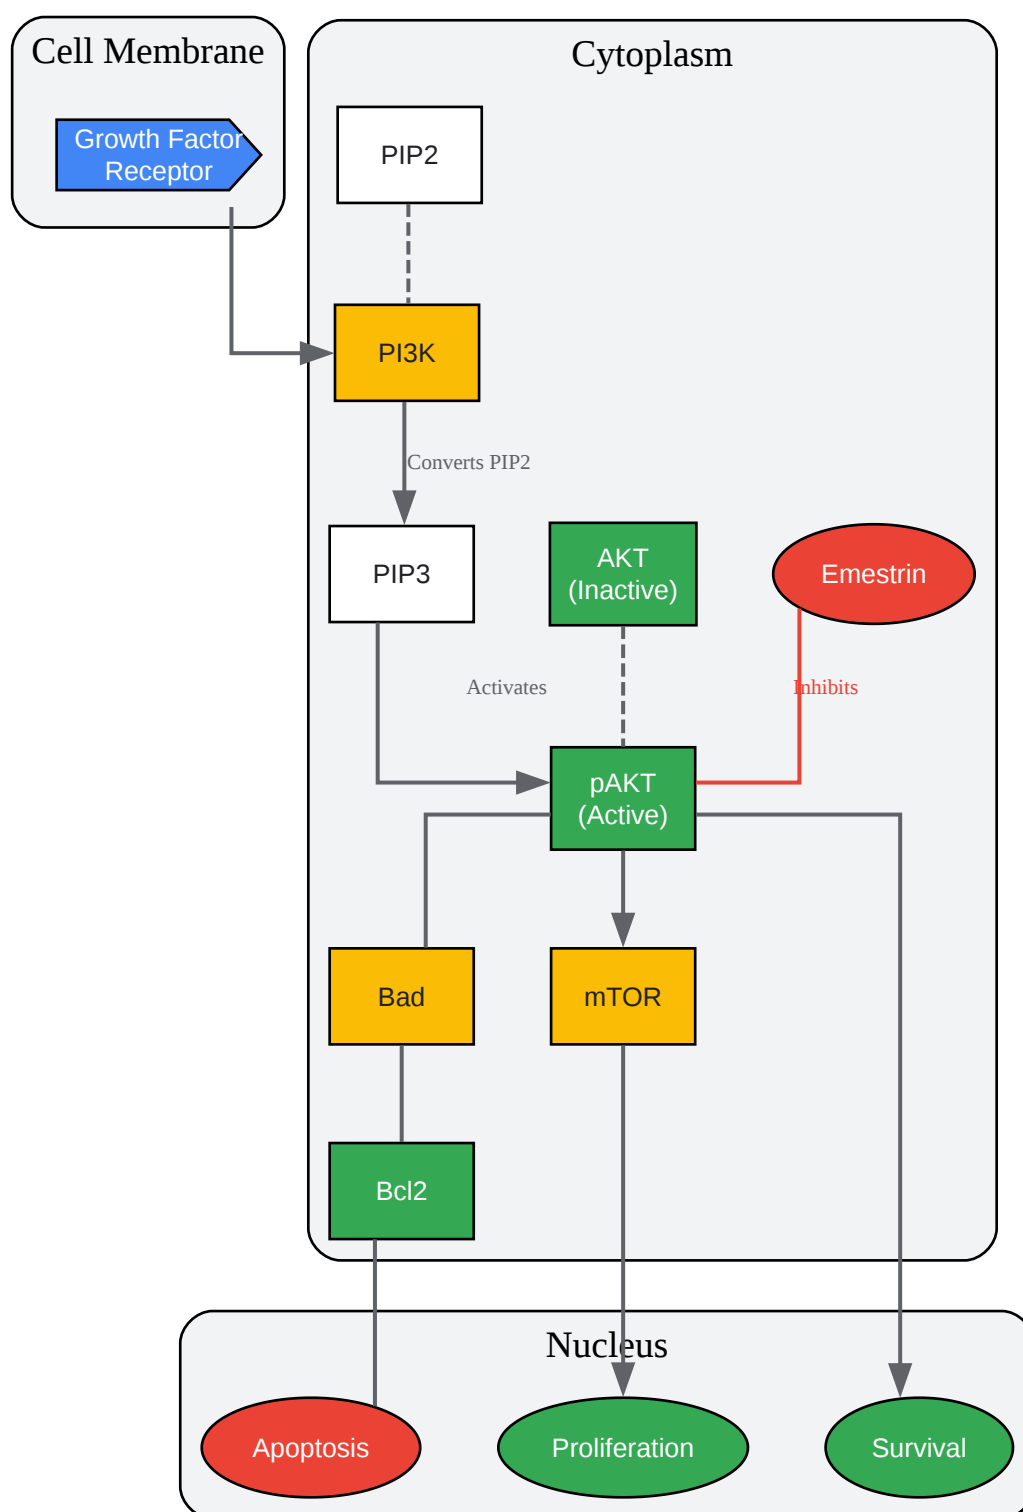 Cell Membrane
Growth Factor
Receptor
Cytoplasm
PIP2
PI3K
Converts PIP2
PIP3
AKT
(Inactive)
Emestrin
Activates
Inhibits
pAKT
(Active)
Bad
mTOR
Bcl2
Nucleus
Apoptosis
Proliferation
Survival